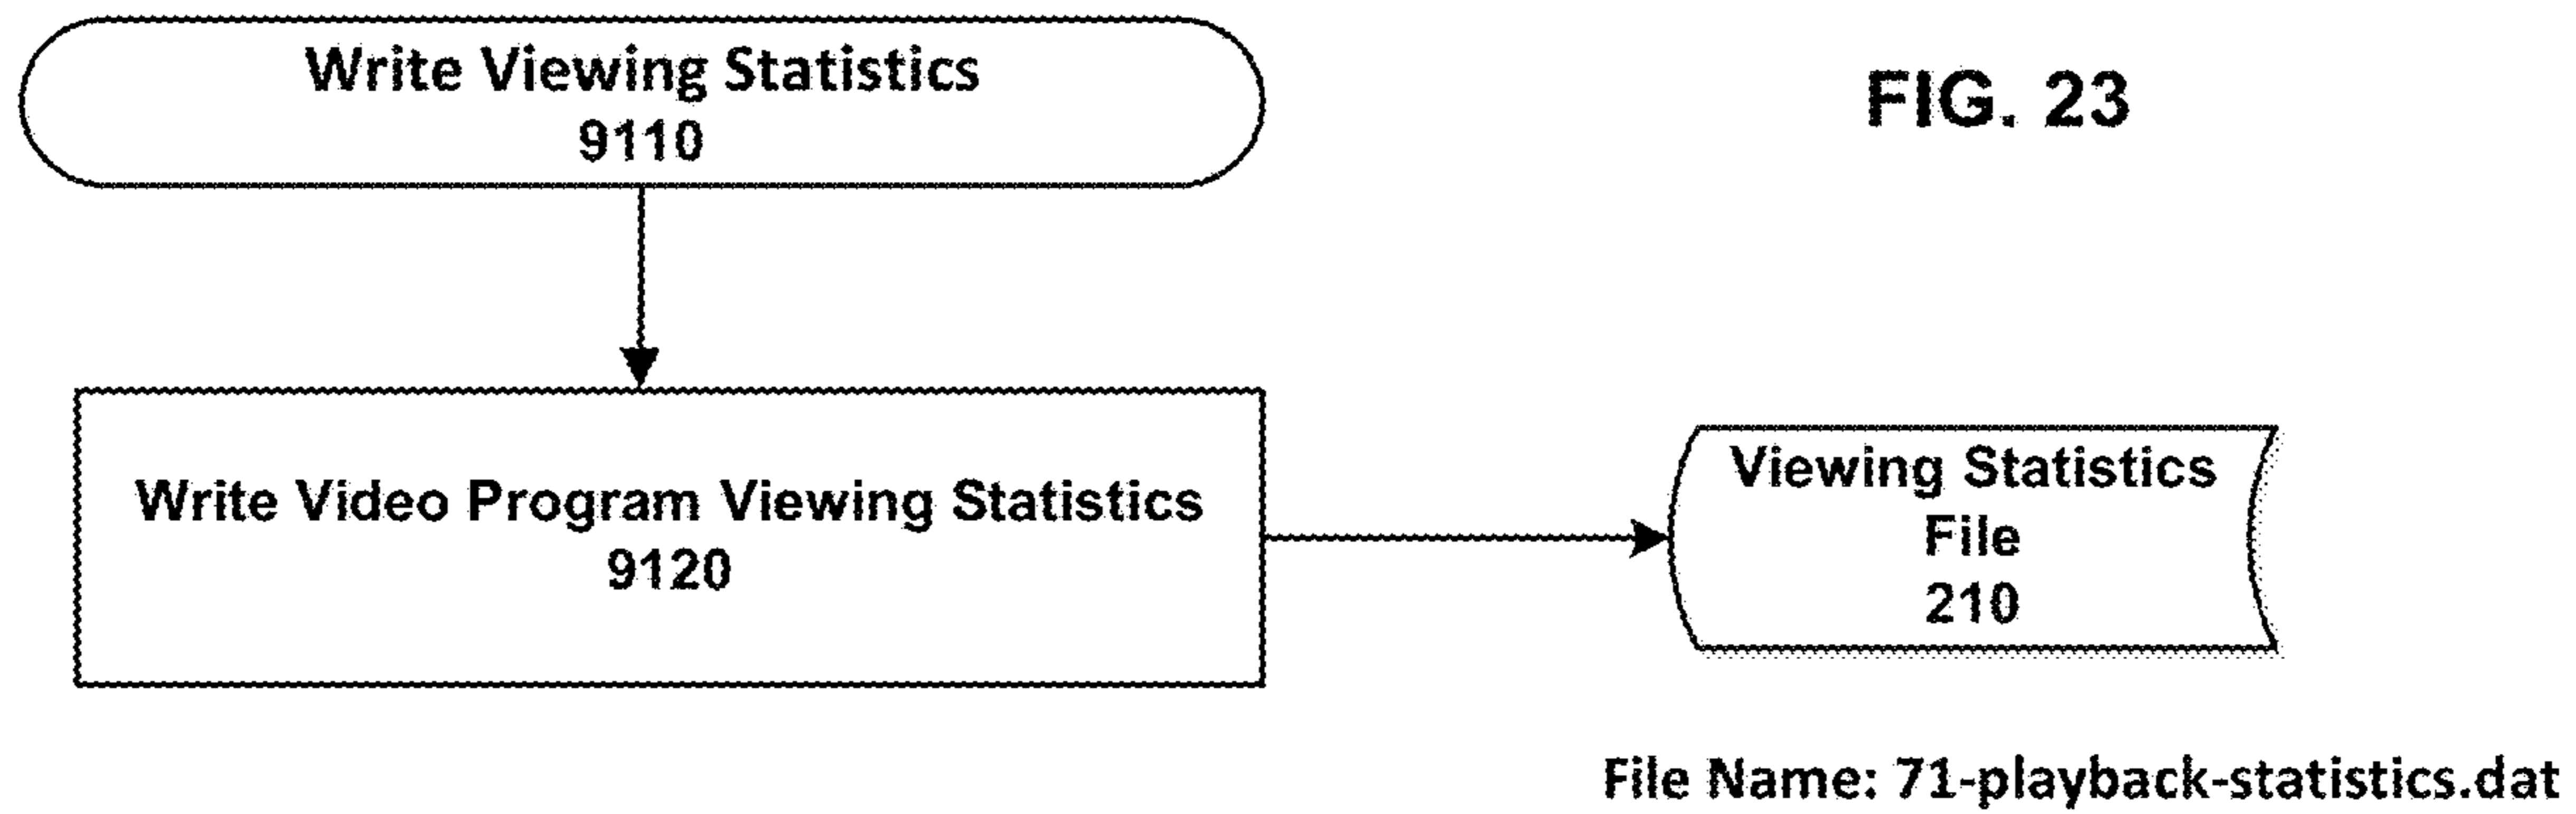 Write Viewing Statistics
9110
FIG. 23
Write Video Program Viewing Statistics
9120
Viewing Statistics
File
210
File Name: 71-playback-statistics.dat